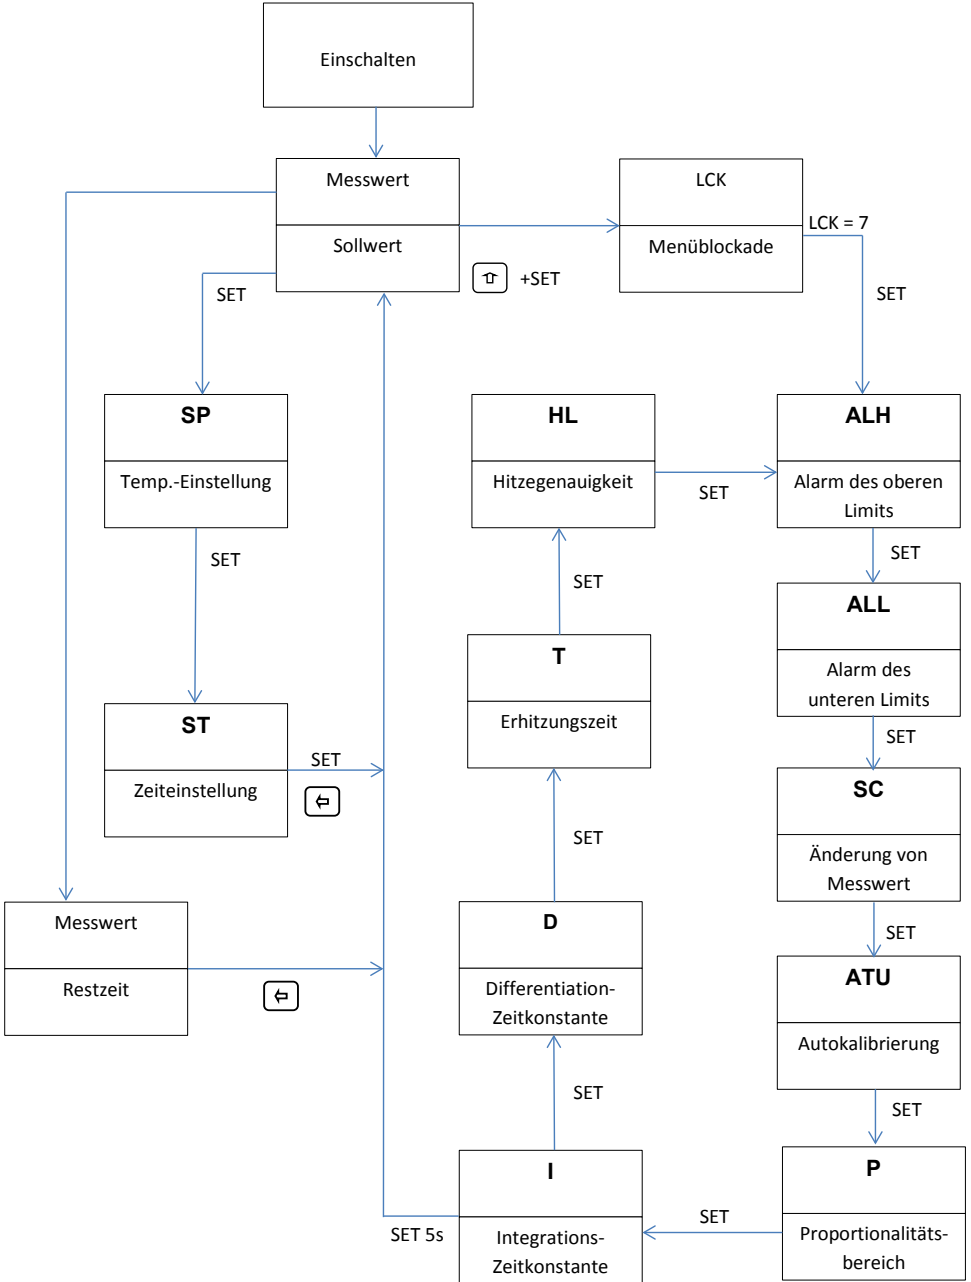 Einschalten
Messwert
Sollwert
LCK
Menüblockade
LCK = 7
+SET
SET
SET
SP
Temp.-Einstellung
HL
Hitzegenauigkeit
SET
ALH
Alarm des oberen
Limits
SET
SET
SET
ALL
Alarm des
unteren Limits
T
Erhitzungszeit
ST
Zeiteinstellung
SET
SET
SC
Änderung von
Messwert
SET
Messwert
Restzeit
D
Differentiation-
Zeitkonstante
SET
ATU
Autokalibrierung
SET
SET
I
Integrations-
Zeitkonstante
SET 5s
SET
P
Proportionalitäts-
bereich